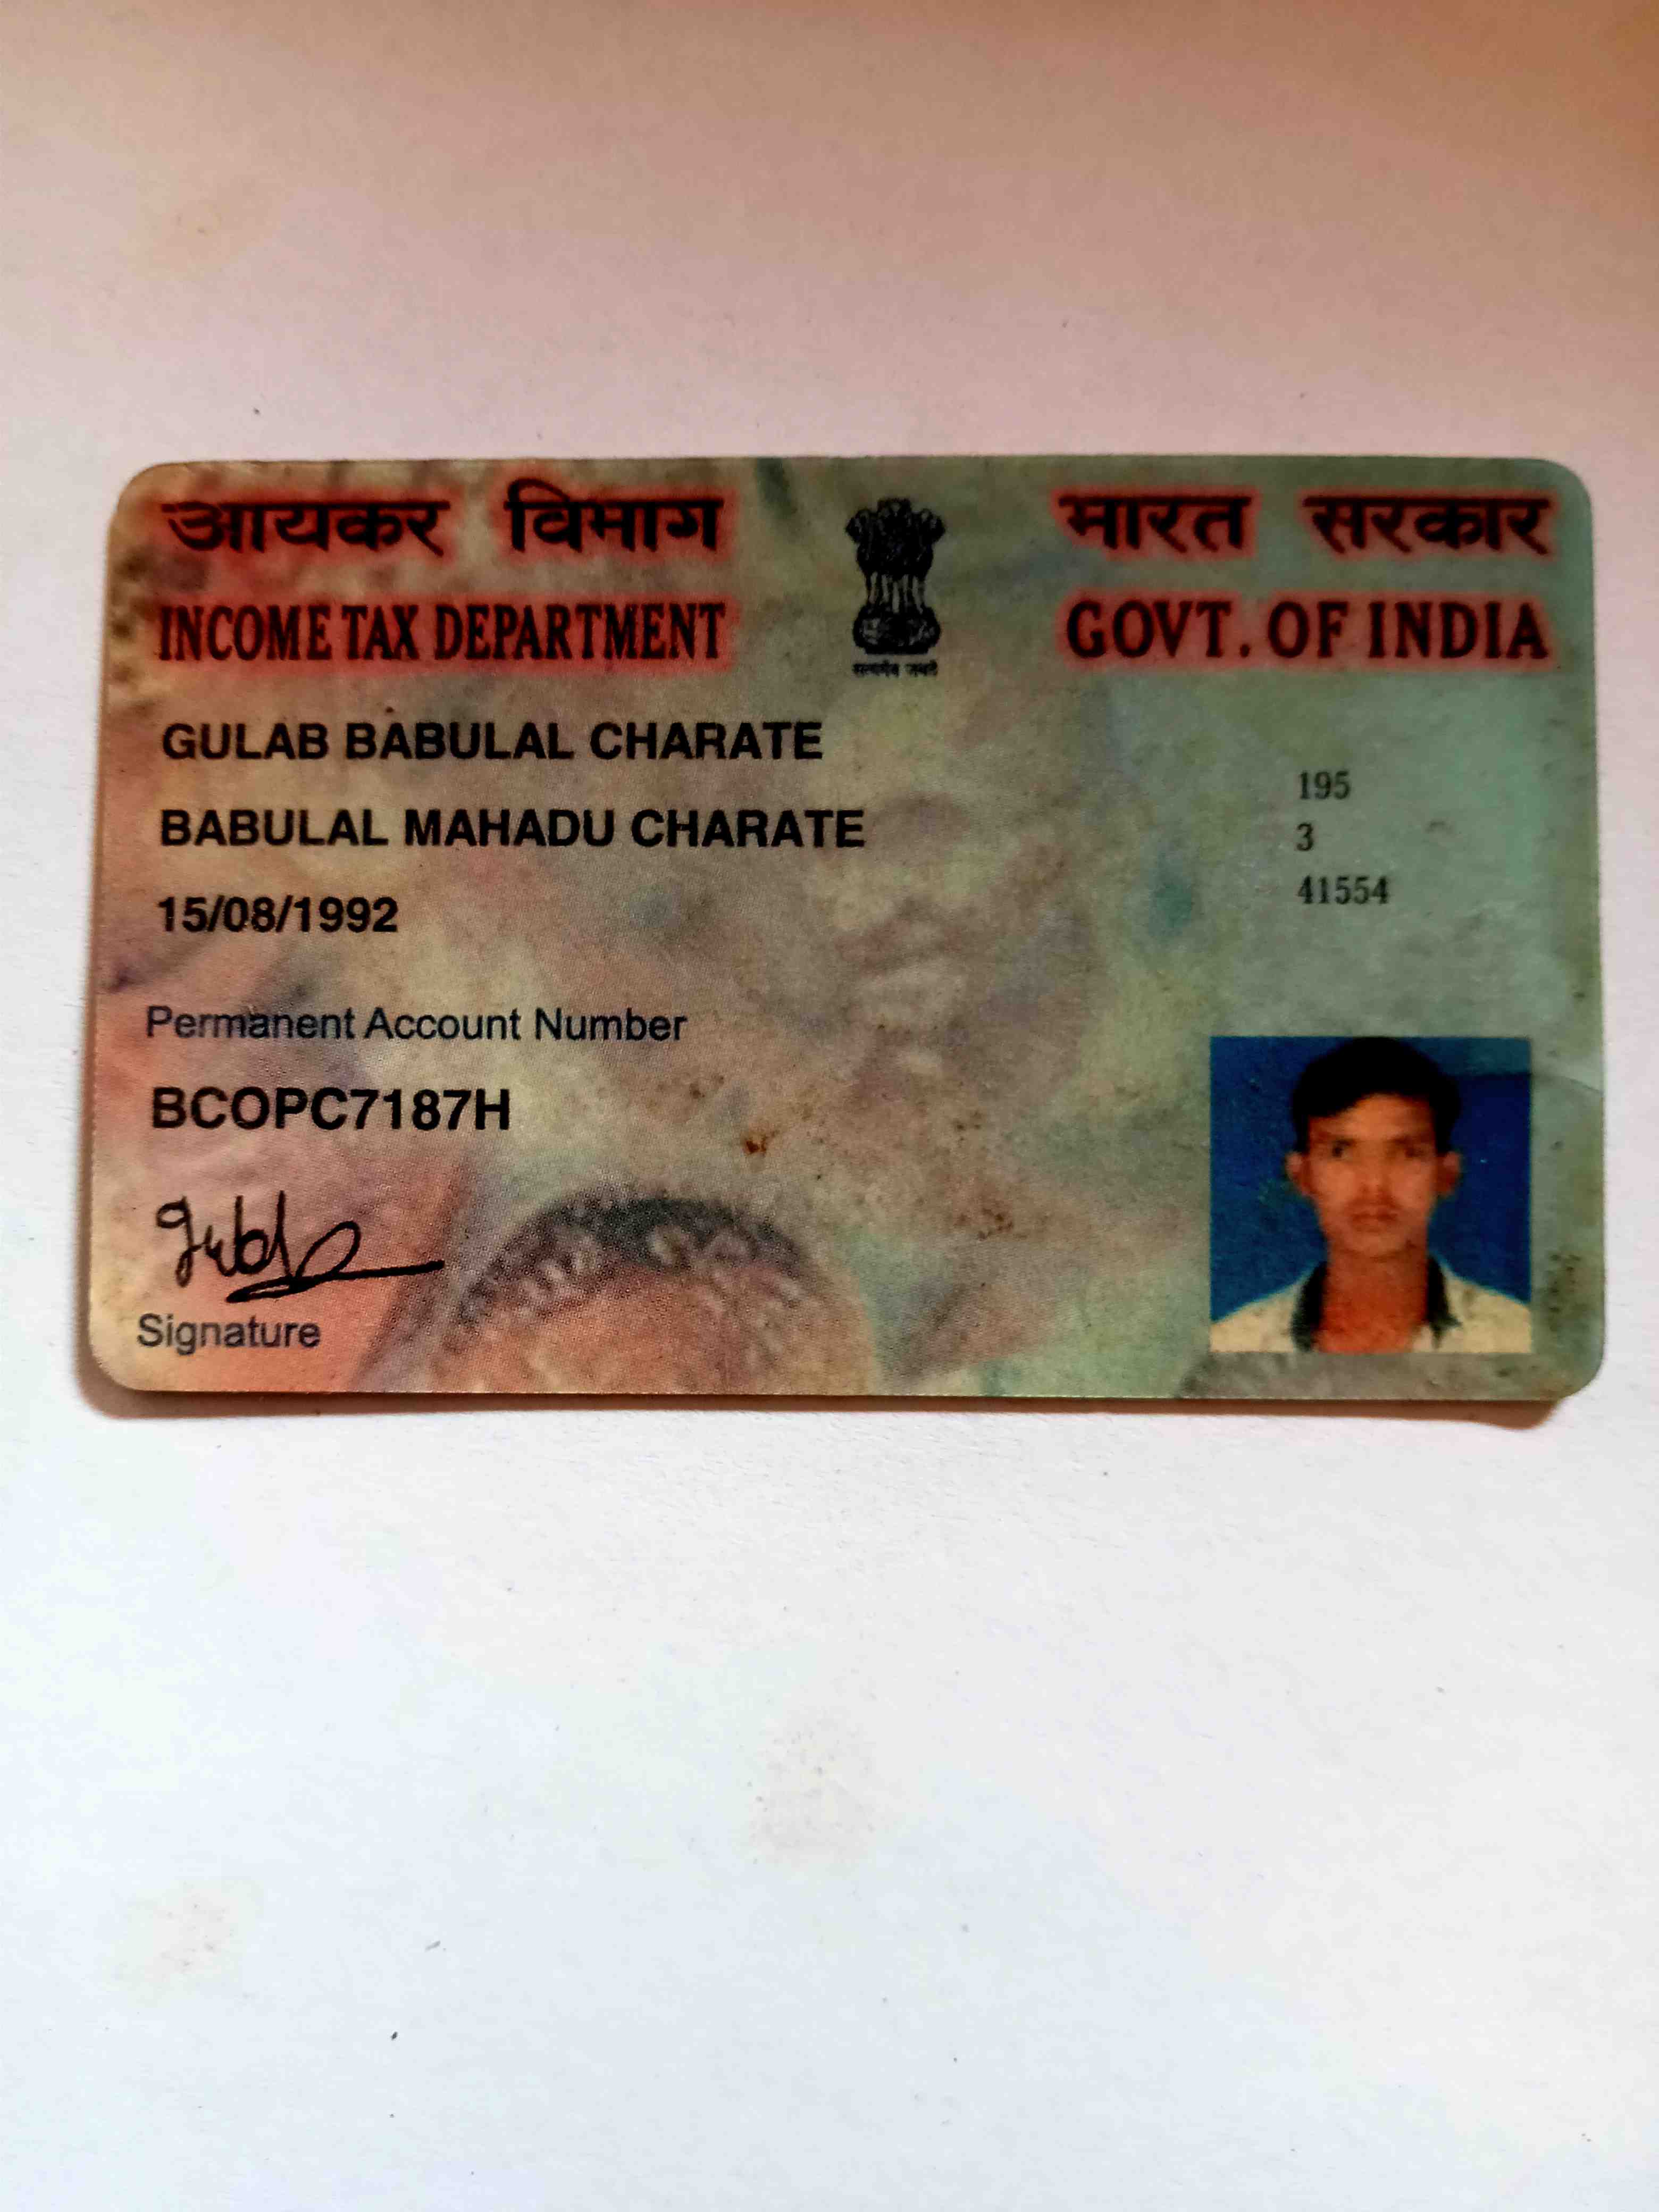 आयकर विभाग
भारत सरकार
INCOME TAX DEPARTMENT
GOVT. OF INDIA
सत्यमेव जयते
GULAB BABULAL CHARATE
BABULAL MAHADU CHARATE
15/08/1992
195
3
41554
Permanent Account Number
BCOPC7187H
Signature